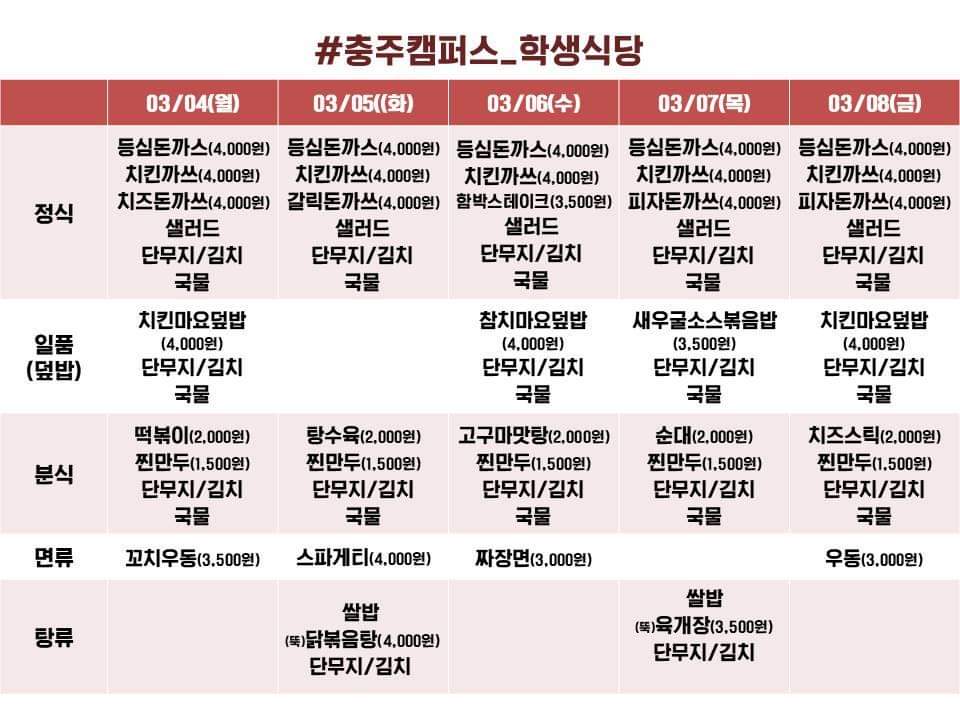 #충주캠퍼스_학생식당
03/04(월) 03/05((화) 03/06(수) 03/07(목) 03/08(금)
정식
등심돈까스(4,000원)
치킨까쓰(4,000원)
치즈돈까쓰(4,000원)
샐러드
단무지/김치
국물
등심돈까스(4,000원)
치킨까쓰(4,000원)
갈릭돈까쓰(4,000원)
샐러드
단무지/김치
국물
등심돈까스(4,000원)
치킨까쓰(4,000원)
함박스테이크(3,500원)
샐러드
단무지/김치
국물
등심돈까스(4,000원)
치킨까쓰(4,000원)
피자돈까쓰(4,000원)
샐러드
단무지/김치
국물
등심돈까스(4,000원)
치킨까쓰(4,000원)
피자돈까쓰(4,000원)
샐러드
단무지/김치
국물
일품
(덮밥)
치킨마요덮밥
(4,000원)
단무지/김치
국물
참치마요덮밥
(4,000원)
단무지/김치
국물
새우굴소스볶음밥
(3,500원)
단무지/김치
국물
치킨마요덮밥
(4,000원)
단무지/김치
국물
분식
떡볶이(2,000원)
찐만두(1,500원)
단무지/김치
국물
탕수육(2,000원)
찐만두(1,500원)
단무지/김치
국물
고구마맛탕(2,000원)
찐만두(1,500원)
단무지/김치
국물
순대(2,000원)
찐만두(1,500원)
단무지/김치
국물
치즈스틱(2,000원)
찐만두(1,500원)
단무지/김치
국물
면류
꼬치우동(3,500원)
스파게티(4,000원)
짜장면(3,000원)
우동(3,000원)
탕류
쌀밥
(뚝)닭볶음탕(4,000원)
단무지/김치
쌀밥
(뚝)육개장(3,500원)
단무지/김치